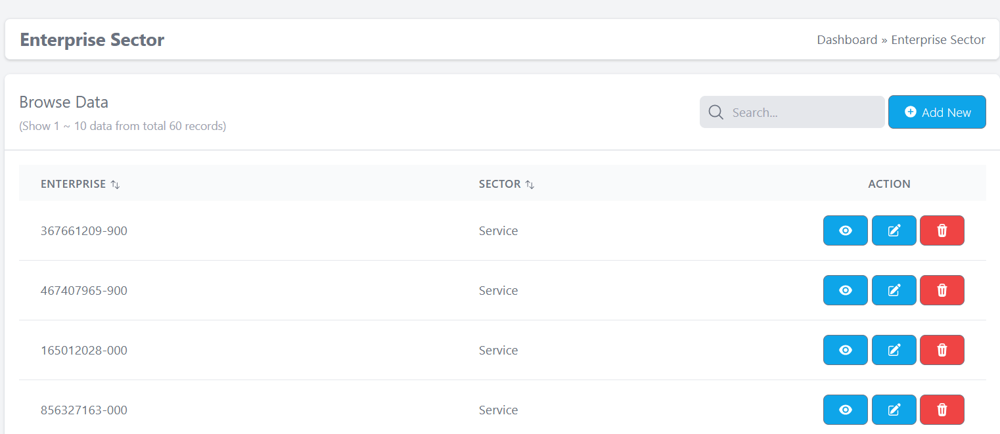 Enterprise Sector
Dashboard » Enterprise Sector
Browse Data
(Show 1 ~ 10 data from total 60 records)
Search...
Add New
ENTERPRISE SECTOR ACTION
367661209-900 Service
467407965-900 Service
165012028-000 Service
856327163-000 Service